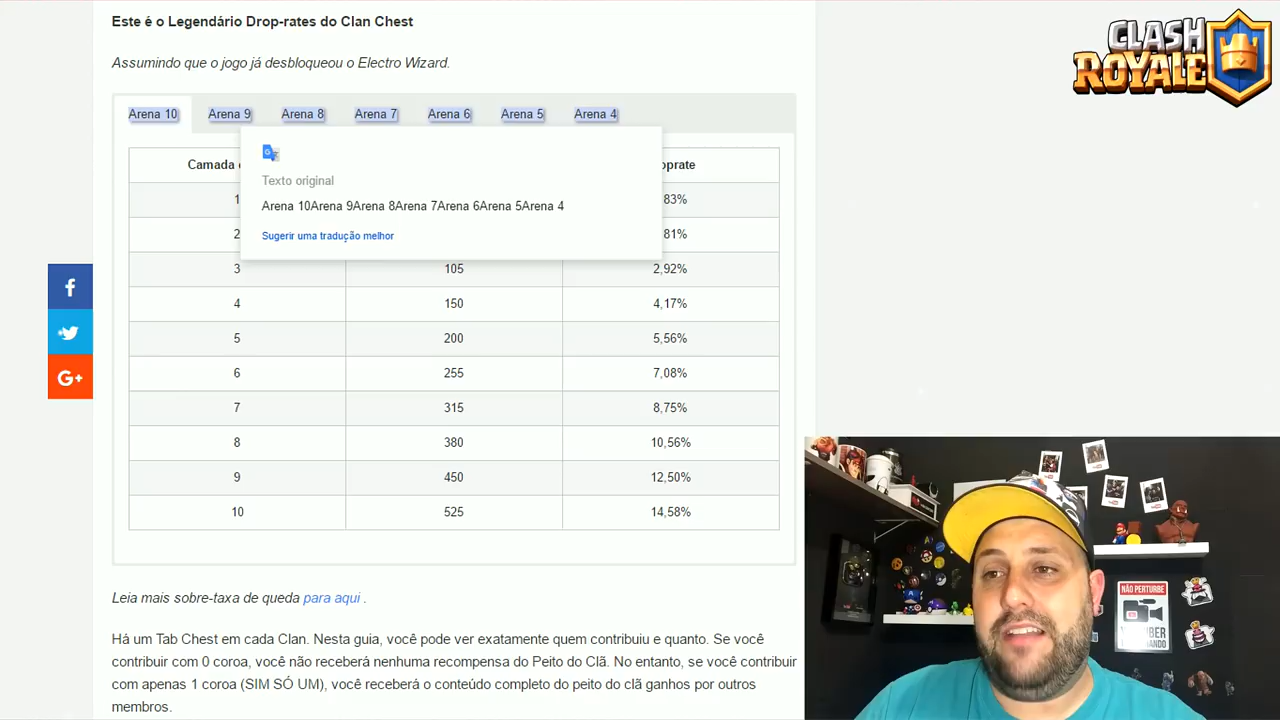 Este é o Legendário Drop-rates do Clan Chest
CLASH
ROYALE
Assumindo que o jogo já desbloqueou o Electro Wizard.
Arena 10 Arena 9 Arena 8 Arena 7 Arena 6 Arena 5 Arena 4
Camada
Texto original
Arena 10Arena 9Arena 8Arena 7Arena 6Arena 5Arena 4
Sugerir uma tradução melhor
1 83%
2 81%
3 105 2,92%
4 150 4,17%
5 200 5,56%
6 255 7,08%
7 315 8,75%
8 380 10,56%
9 450 12,50%
10 525 14,58%
f
G+
Leia mais sobre-taxa de queda para aqui .
Há um Tab Chest em cada Clan. Nesta guia, você pode ver exatamente quem contribuiu e quanto. Se você
contribuir com 0 coroa, você não receberá nenhuma recompensa do Peito do Clã. No entanto, se você contribuir
com apenas 1 coroa (SIM SÓ UM), você receberá o conteúdo completo do peito do clã ganhos por outros
membros.
NÃO PERTURBE